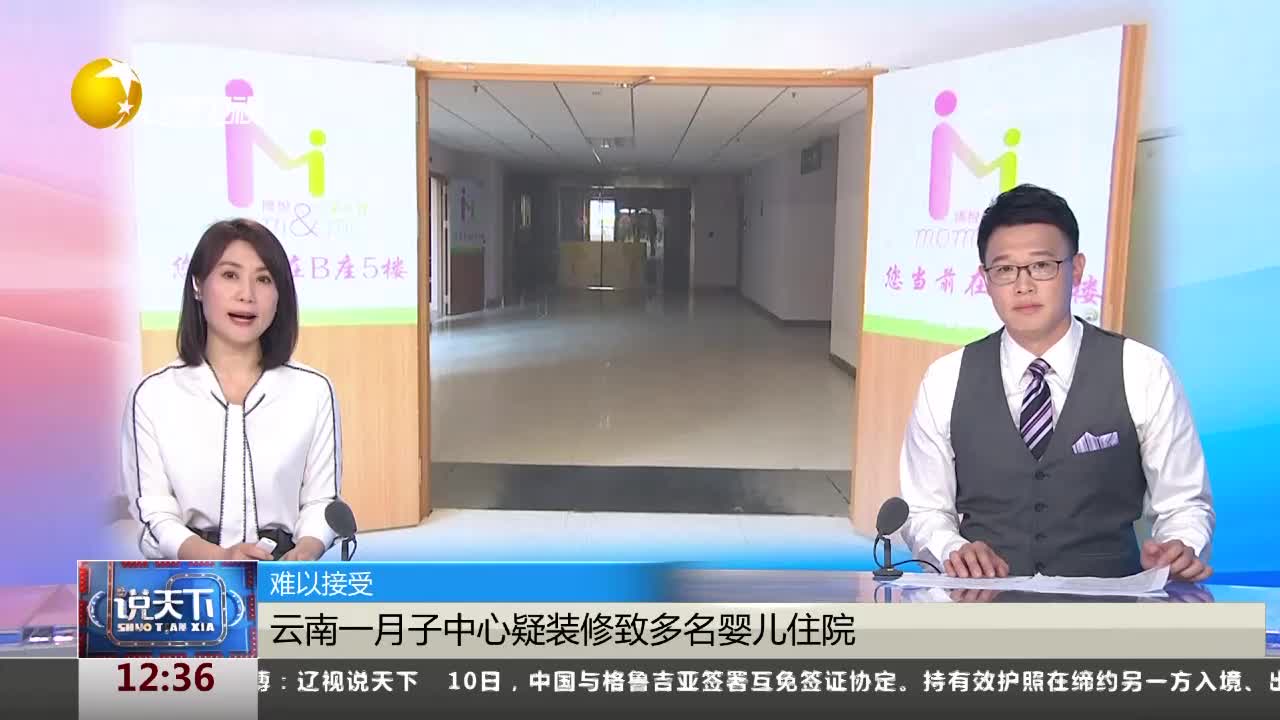 您
在B座5楼
您当前在
楼
难以接受
说天下
SHUO TIAN XIA
云南一月子中心疑装修致多名婴儿住院
12:36
博：辽视说天下 10日，中国与格鲁吉亚签署互免签证协定。持有效护照在缔约另一方入境、出